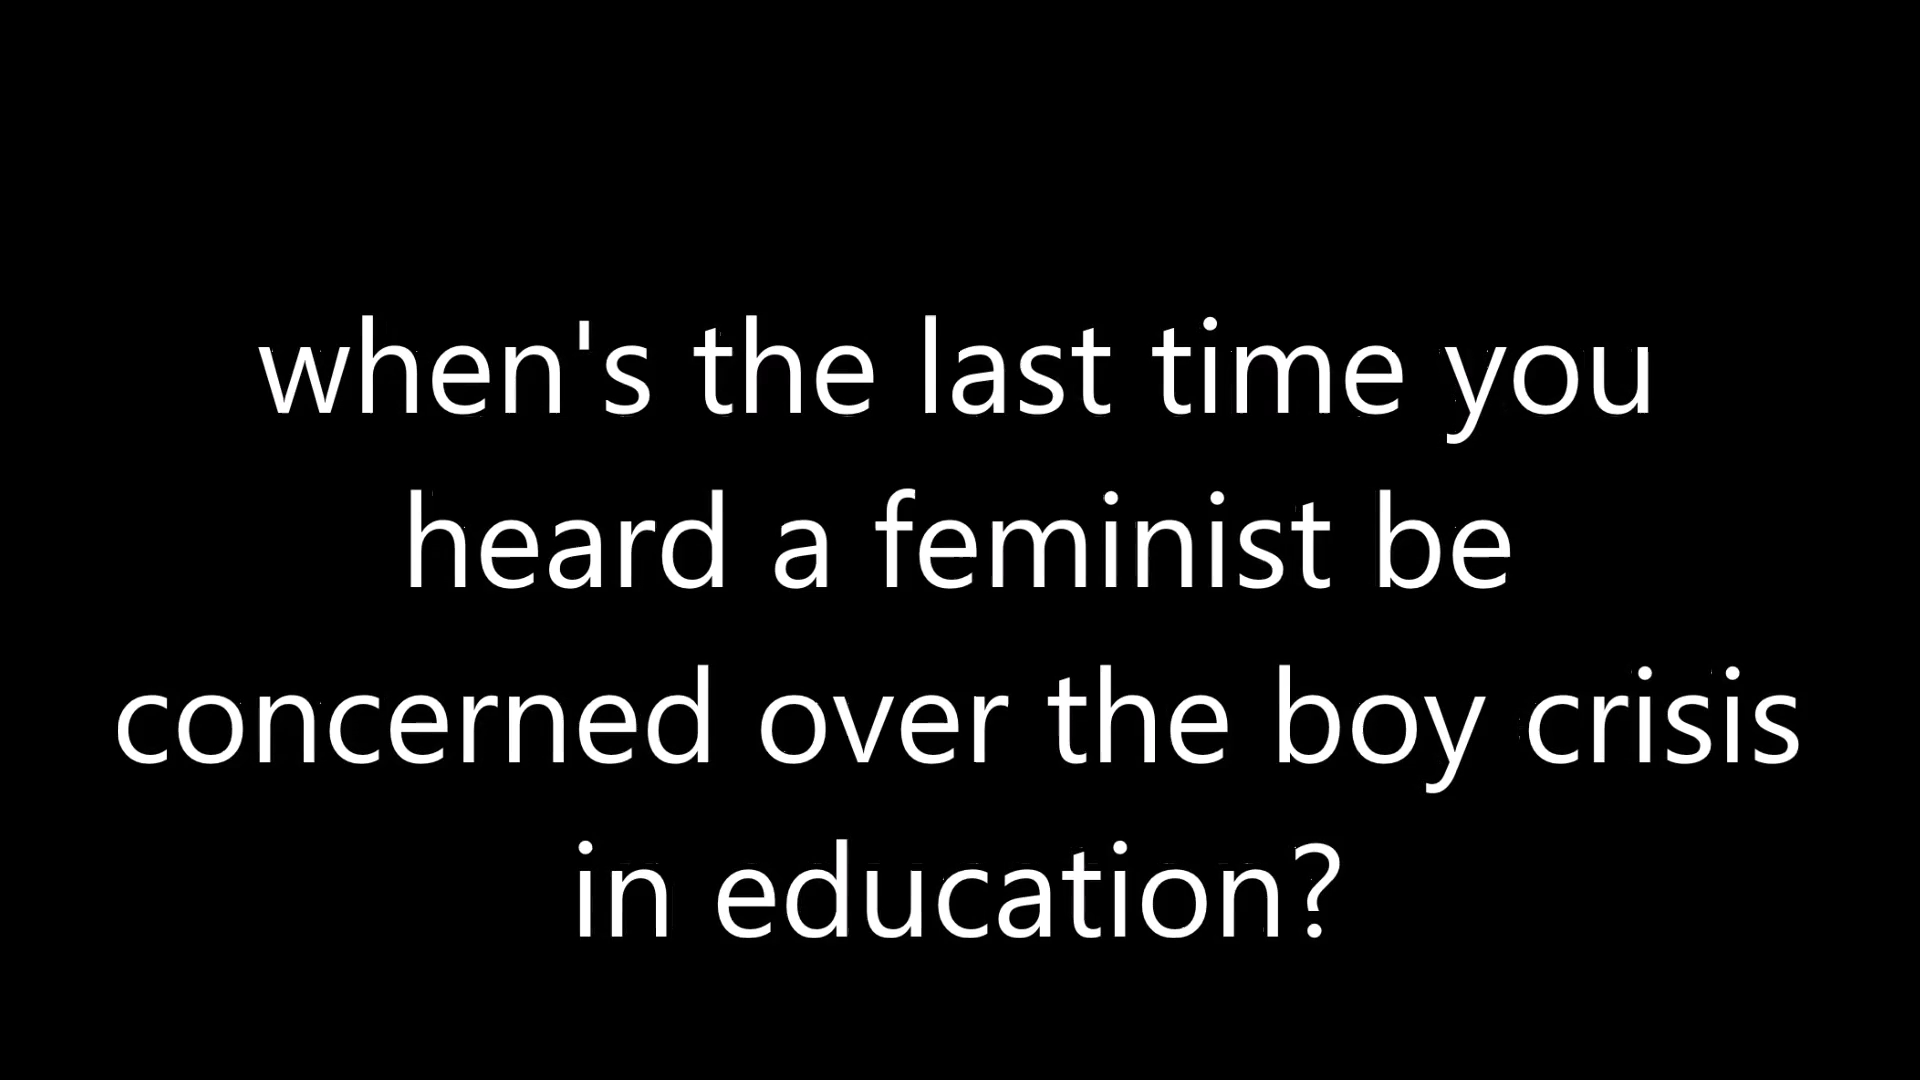 when's the last time you
heard a feminist be
concerned over the boy crisis
in education?